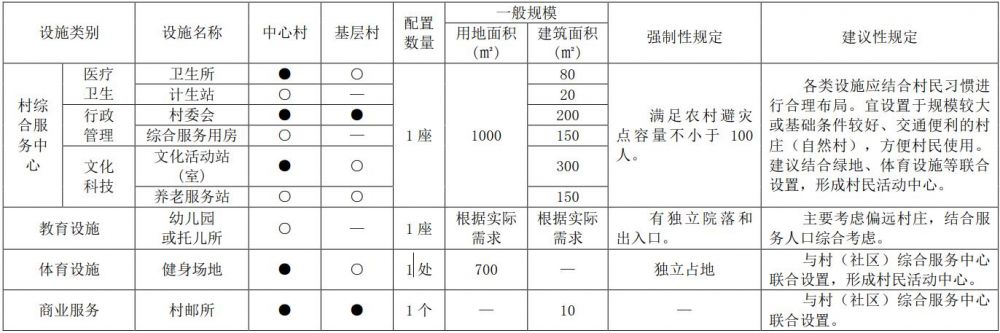 设施类别 设施名称 中心村 基层村 配置数量 一般规模 强制性规定 建议性规定
用地面积(㎡) 建筑面积(㎡)
村综合服务中心 医疗卫生 卫生所 ● ○ 1 座 1000 80 满足农村避灾点容量不小于 100 人。 各类设施应结合村民习惯进行合理布局。宜设置于规模较大或基础条件较好、交通便利的村庄（自然村），方便村民使用。建议结合绿地、体育设施等联合设置，形成村民活动中心。
计生站 ○ — 20
行政管理 村委会 ● ● 200
综合服务用房 ○ — 150
文化科技 文化活动站(室) ● ○ 300
养老服务站 ○ ○ 150
教育设施 幼儿园或托儿所 ○ — 1 座 根据实际需求 根据实际需求 有独立院落和出入口。 主要考虑偏远村庄，结合服务人口综合考虑。
体育设施 健身场地 ● ○ 1 处 700 — 独立占地 与村（社区）综合服务中心联合设置，形成村民活动中心。
商业服务 村邮所 ● ● 1 个 — 10 — 与村（社区）综合服务中心联合设置。